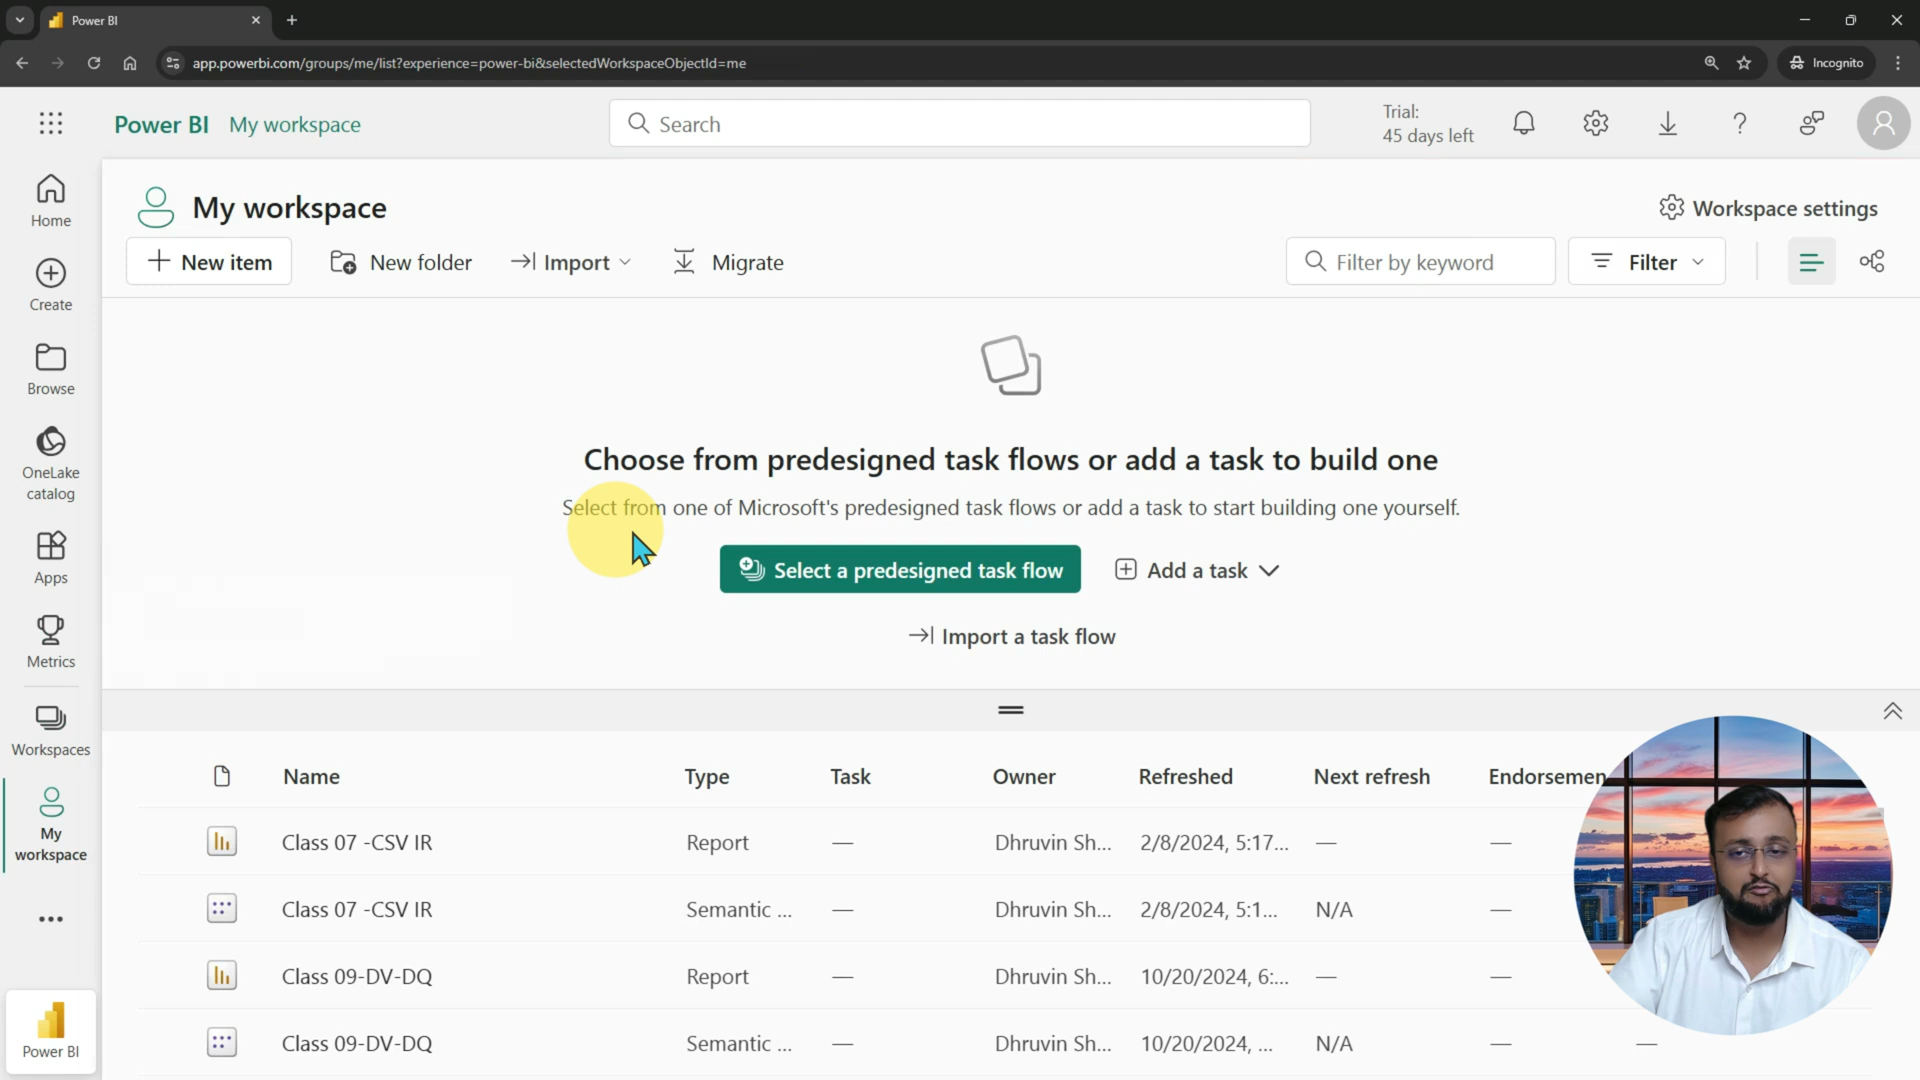 Power BI
app.powerbi.com/groups/me/list?experience=power-bi&selectedWorkspaceObjectId=me
Incognito
Power BI My workspace
Search
Trial:
45 days left
Home
Create
Browse
OneLake
catalog
Apps
Metrics
Workspaces
My
workspace
Power BI
My workspace
Workspace settings
New item
New folder
Import
Migrate
Filter by keyword
Filter
Choose from predesigned task flows or add a task to build one
Select from one of Microsoft's predesigned task flows or add a task to start building one yourself.
Select a predesigned task flow
Add a task
Import a task flow
Name Type Task Owner Refreshed Next refresh Endorsemen
Class 07 -CSV IR Report — Dhruvin Sh... 2/8/2024, 5:17... — —
Class 07 -CSV IR Semantic ... — Dhruvin Sh... 2/8/2024, 5:1... N/A —
Class 09-DV-DQ Report — Dhruvin Sh... 10/20/2024, 6:... — —
Class 09-DV-DQ Semantic ... — Dhruvin Sh... 10/20/2024, ... N/A — —